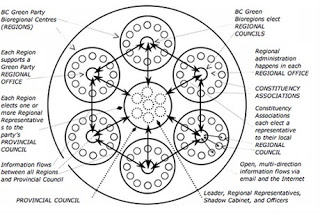 BC Green Party
Bioregional Centres
(REGIONS)
Each Region
supports a
Green Party
REGIONAL
OFFICE
Each Region
elects one or
more Regional
Representative
s to the
party's
PROVINCIAL
COUNCIL
Information flows
between all Regions
and Provincial Council
PROVINCIAL COUNCIL
BC Green
Bioregions elect
REGIONAL
COUNCILS
Regional
administration
happens in each
REGIONAL OFFICE
CONSTITUENCY
ASSOCIATIONS
Constituency
Associations
each elect a
representative
to their local
REGIONAL
COUNCIL
Open, multi-direction
information flows via
email and the Internet
Leader, Regional Representatives,
Shadow Cabinet, and Officers